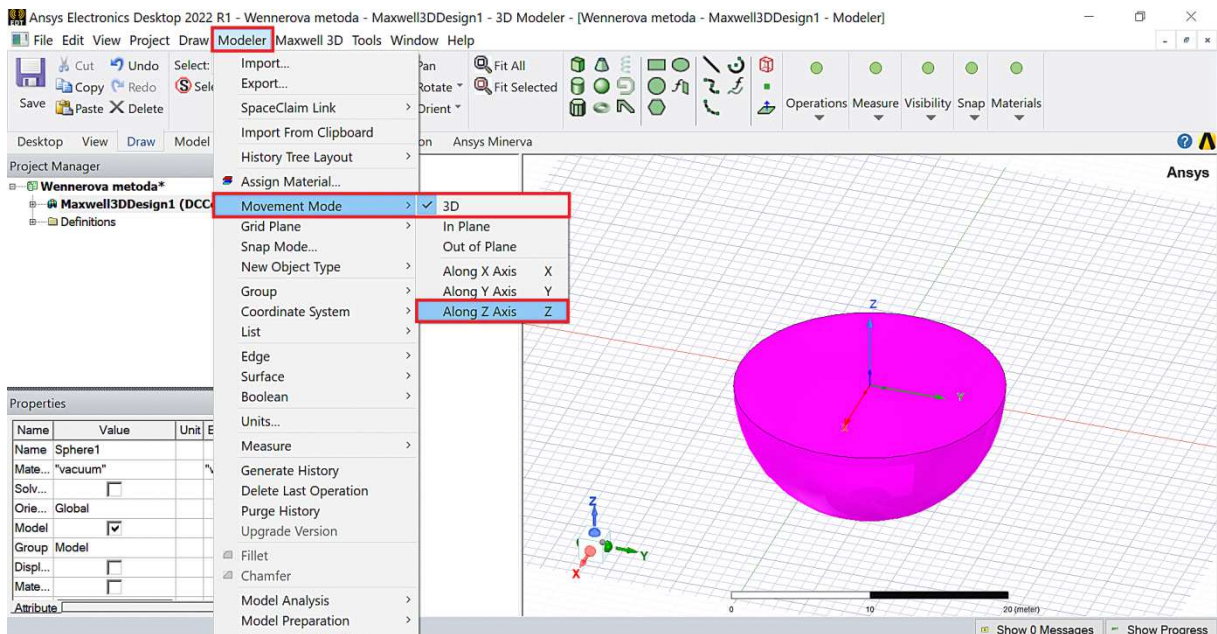 Ansys Electronics Desktop 2022 R1 - Wennerova metoda - Maxwell3DDesign1 - 3D Modeler - [Wennerova metoda - Maxwell3DDesign1 - Modeler]
File Edit View Project Draw Modeler Maxwell 3D Tools Window Help
Save
Cut Undo Select:
Copy Redo Sele
Paste Delete
Pan
Rotate
Orient
Fit All
Fit Selected
Operations Measure Visibility Snap Materials
Desktop View Draw Model
on Ansys Minerva
Project Manager
Wennerova metoda*
Maxwell3DDesign1 (DCC
Definitions
Import...
Export...
SpaceClaim Link
Import From Clipboard
History Tree Layout
Assign Material...
Movement Mode
Grid Plane
Snap Mode...
New Object Type
Group
Coordinate System
List
Edge
Surface
Boolean
Units...
Measure
Generate History
Delete Last Operation
Purge History
Upgrade Version
Fillet
Chamfer
Model Analysis
Model Preparation
3D
In Plane
Out of Plane
Along X Axis X
Along Y Axis Y
Along Z Axis Z
Ansys
Z
Y
X
Z
Y
X
0 10 20 (meter)
Properties
Name Value Unit E
Name Sphere1
Mate... "vacuum" "v
Solv...
Orie... Global
Model
Group Model
Displ...
Mate...
Attribute
Show 0 Messages Show Progress